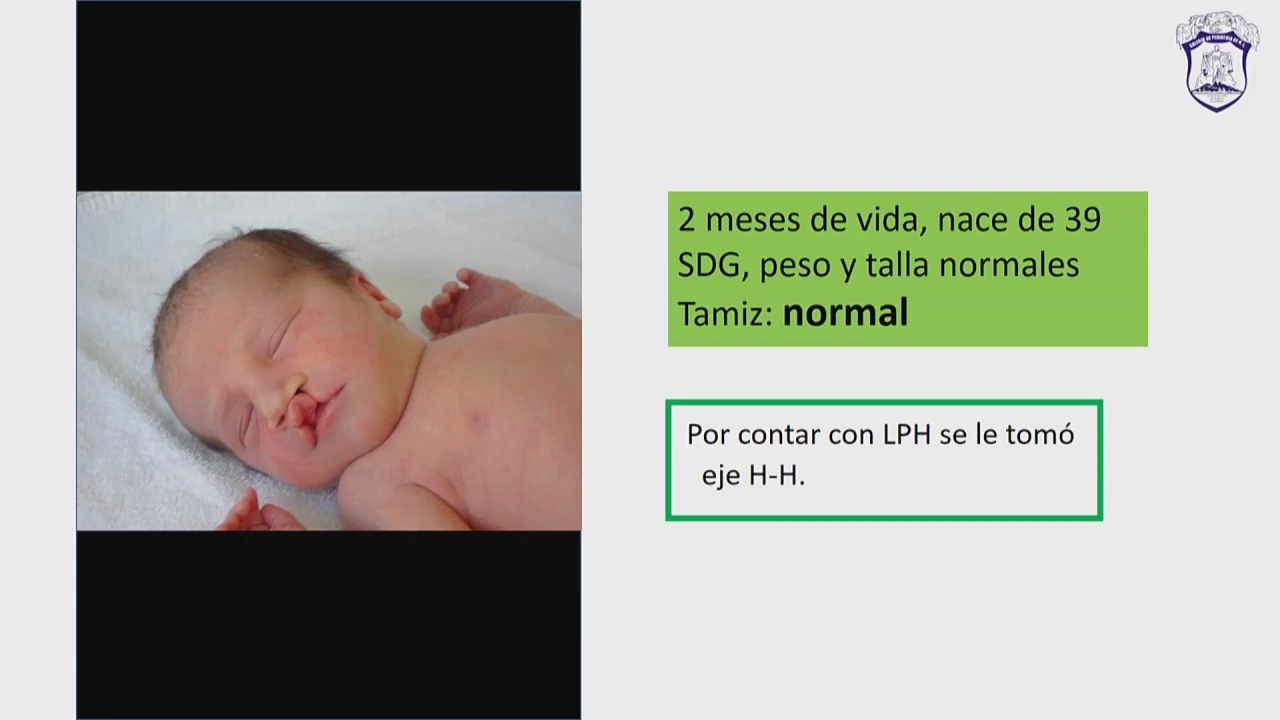 2 meses de vida, nace de 39
SDG, peso y talla normales
Tamiz: normal
Por contar con LPH se le tomó
eje H-H.